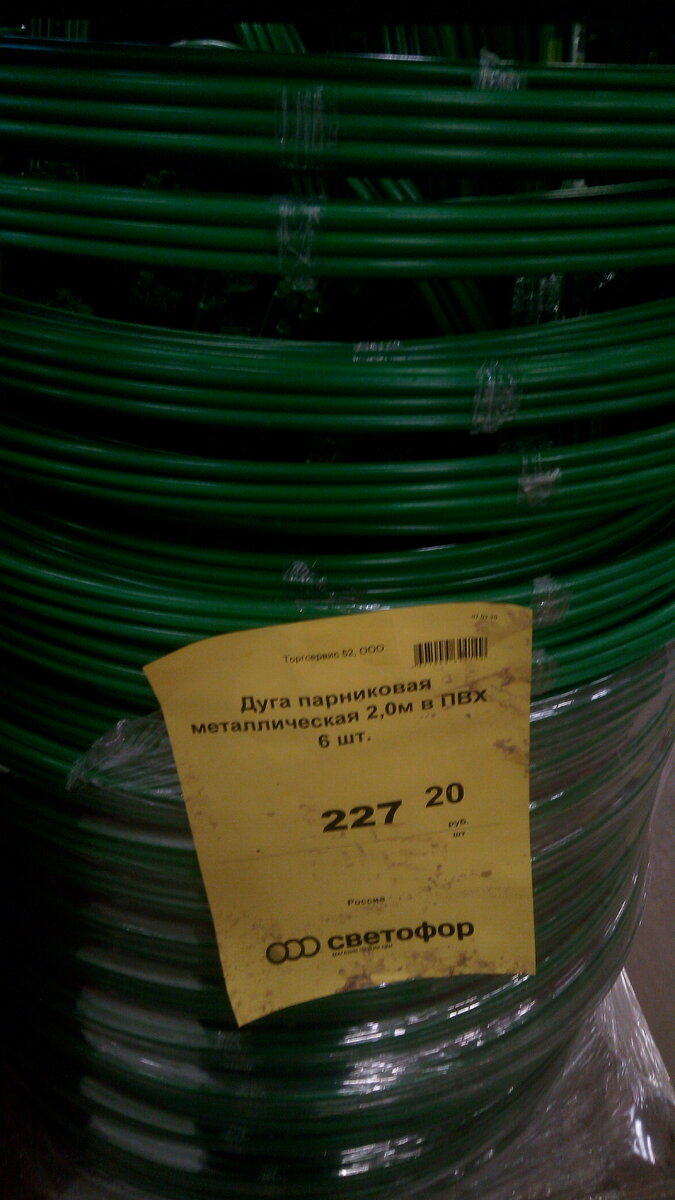 Торгсервис 52, ООО
Дуга парниковая
металлическая 2,0м в ПВХ
6 шт.
227 20
руб.
шт
Россия
светофор